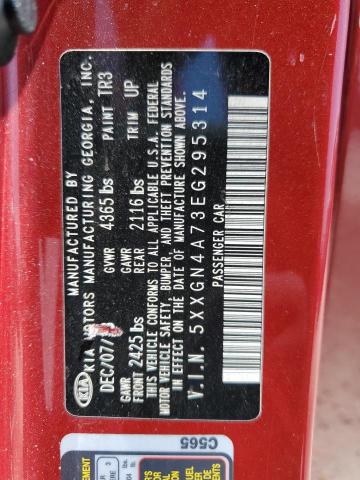 KIA
MANUFACTURED BY
KIA MOTORS MANUFACTURING GEORGIA, INC.
DEC/07/ GVWR 4365 lbs PAINT TR3
GAWR FRONT 2425 lbs GAWR REAR 2116 lbs TRIM UP
THIS VEHICLE CONFORMS TO ALL APPLICABLE U.S.A. FEDERAL
MOTOR VEHICLE SAFETY, BUMPER, AND THEFT PREVENTION STANDARDS
IN EFFECT ON THE DATE OF MANUFACTURE SHOWN ABOVE.
V.I.N. 5XXGN4A73EG295314
PASSENGER CAR
C565